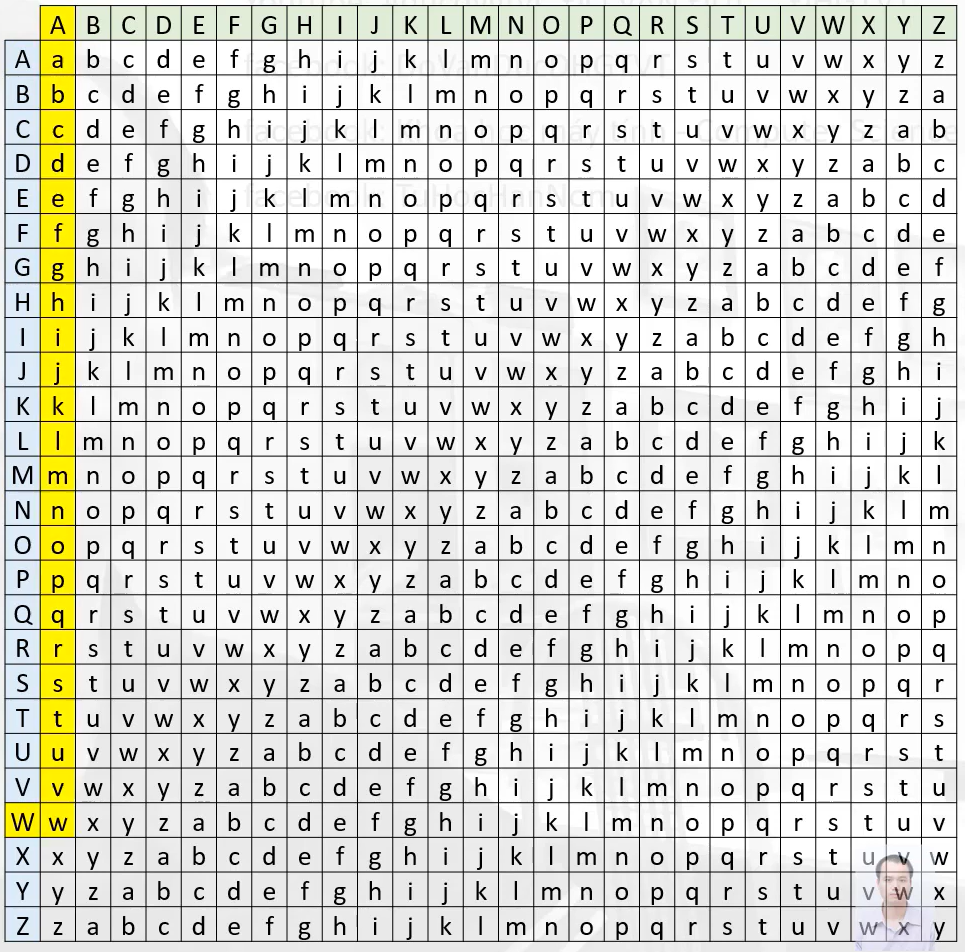 A B C D E F G H I J K L M N O P Q R S T U V W X Y Z
A a b c d e f g h i j k l m n o p q r s t u v w x y z
B b c d e f g h i j k l m n o p q r s t u v w x y z a
C c d e f g h i j k l m n o p q r s t u v w x y z a b
D d e f g h i j k l m n o p q r s t u v w x y z a b c
E e f g h i j k l m n o p q r s t u v w x y z a b c d
F f g h i j k l m n o p q r s t u v w x y z a b c d e
G g h i j k l m n o p q r s t u v w x y z a b c d e f
H h i j k l m n o p q r s t u v w x y z a b c d e f g
I i j k l m n o p q r s t u v w x y z a b c d e f g h
J j k l m n o p q r s t u v w x y z a b c d e f g h i
K k l m n o p q r s t u v w x y z a b c d e f g h i j
L l m n o p q r s t u v w x y z a b c d e f g h i j k
M m n o p q r s t u v w x y z a b c d e f g h i j k l
N n o p q r s t u v w x y z a b c d e f g h i j k l m
O o p q r s t u v w x y z a b c d e f g h i j k l m n
P p q r s t u v w x y z a b c d e f g h i j k l m n o
Q q r s t u v w x y z a b c d e f g h i j k l m n o p
R r s t u v w x y z a b c d e f g h i j k l m n o p q
S s t u v w x y z a b c d e f g h i j k l m n o p q r
T t u v w x y z a b c d e f g h i j k l m n o p q r s
U u v w x y z a b c d e f g h i j k l m n o p q r s t
V v w x y z a b c d e f g h i j k l m n o p q r s t u
W w x y z a b c d e f g h i j k l m n o p q r s t u v
X x y z a b c d e f g h i j k l m n o p q r s t u v w
Y y z a b c d e f g h i j k l m n o p q r s t u v w x
Z z a b c d e f g h i j k l m n o p q r s t u v w x y